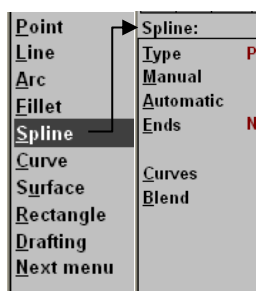 Point
Line
Arc
Fillet
Spline
Curve
Surface
Rectangle
Drafting
Next menu
Spline:
Type P
Manual
Automatic
Ends N
Curves
Blend